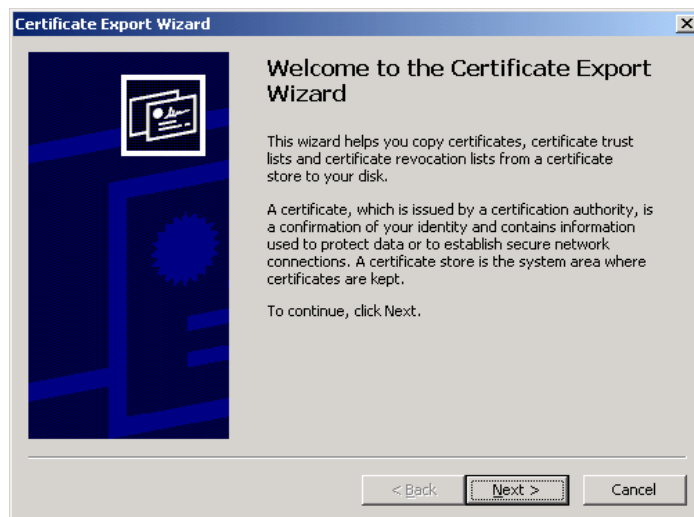 Certificate Export Wizard
Welcome to the Certificate Export
Wizard
This wizard helps you copy certificates, certificate trust
lists and certificate revocation lists from a certificate
store to your disk.
A certificate, which is issued by a certification authority, is
a confirmation of your identity and contains information
used to protect data or to establish secure network
connections. A certificate store is the system area where
certificates are kept.
To continue, click Next.
< Back Next > Cancel